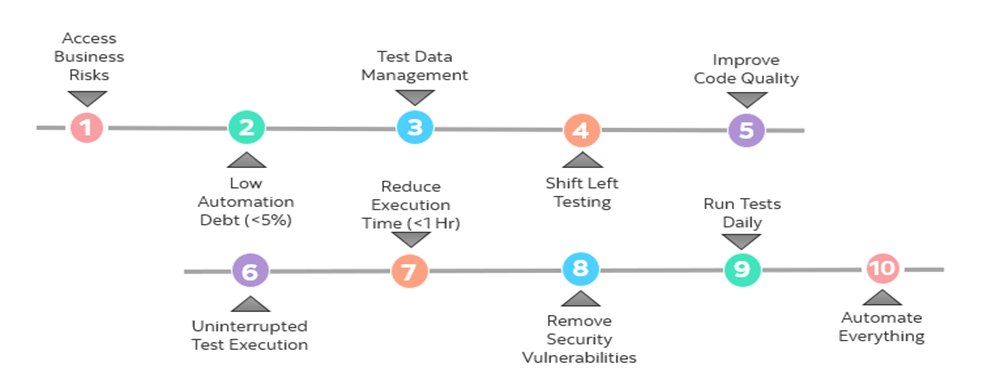 Access
Business
Risks
1
2
Low
Automation
Debt (<5%)
Test Data
Management
3
4
Shift Left
Testing
Improve
Code Quality
5
6
Uninterrupted
Test Execution
Reduce
Execution
Time (<1 Hr)
7
8
Remove
Security
Vulnerabilities
Run Tests
Daily
9
10
Automate
Everything